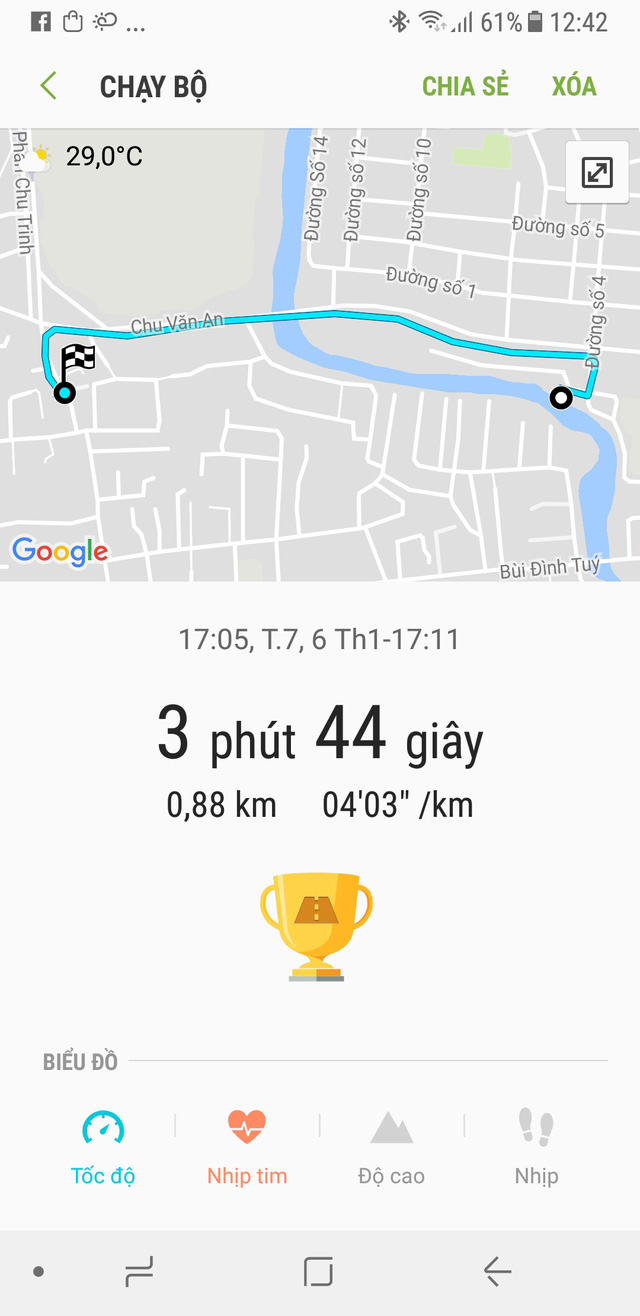 ... 61% 12:42
CHẠY BỘ CHIA SẺ XÓA
Phan Chu Trinh
29,0°C
Đường Số 14
Đường số 12
Đường số 10
Đường số 5
Đường số 1
Đường số 4
Chu Văn An
Google
Bùi Đình Tuý
17:05, T.7, 6 Th1-17:11
3 phút 44 giây
0,88 km 04'03" /km
BIỂU ĐỒ
Tốc độ Nhịp tim Độ cao Nhịp